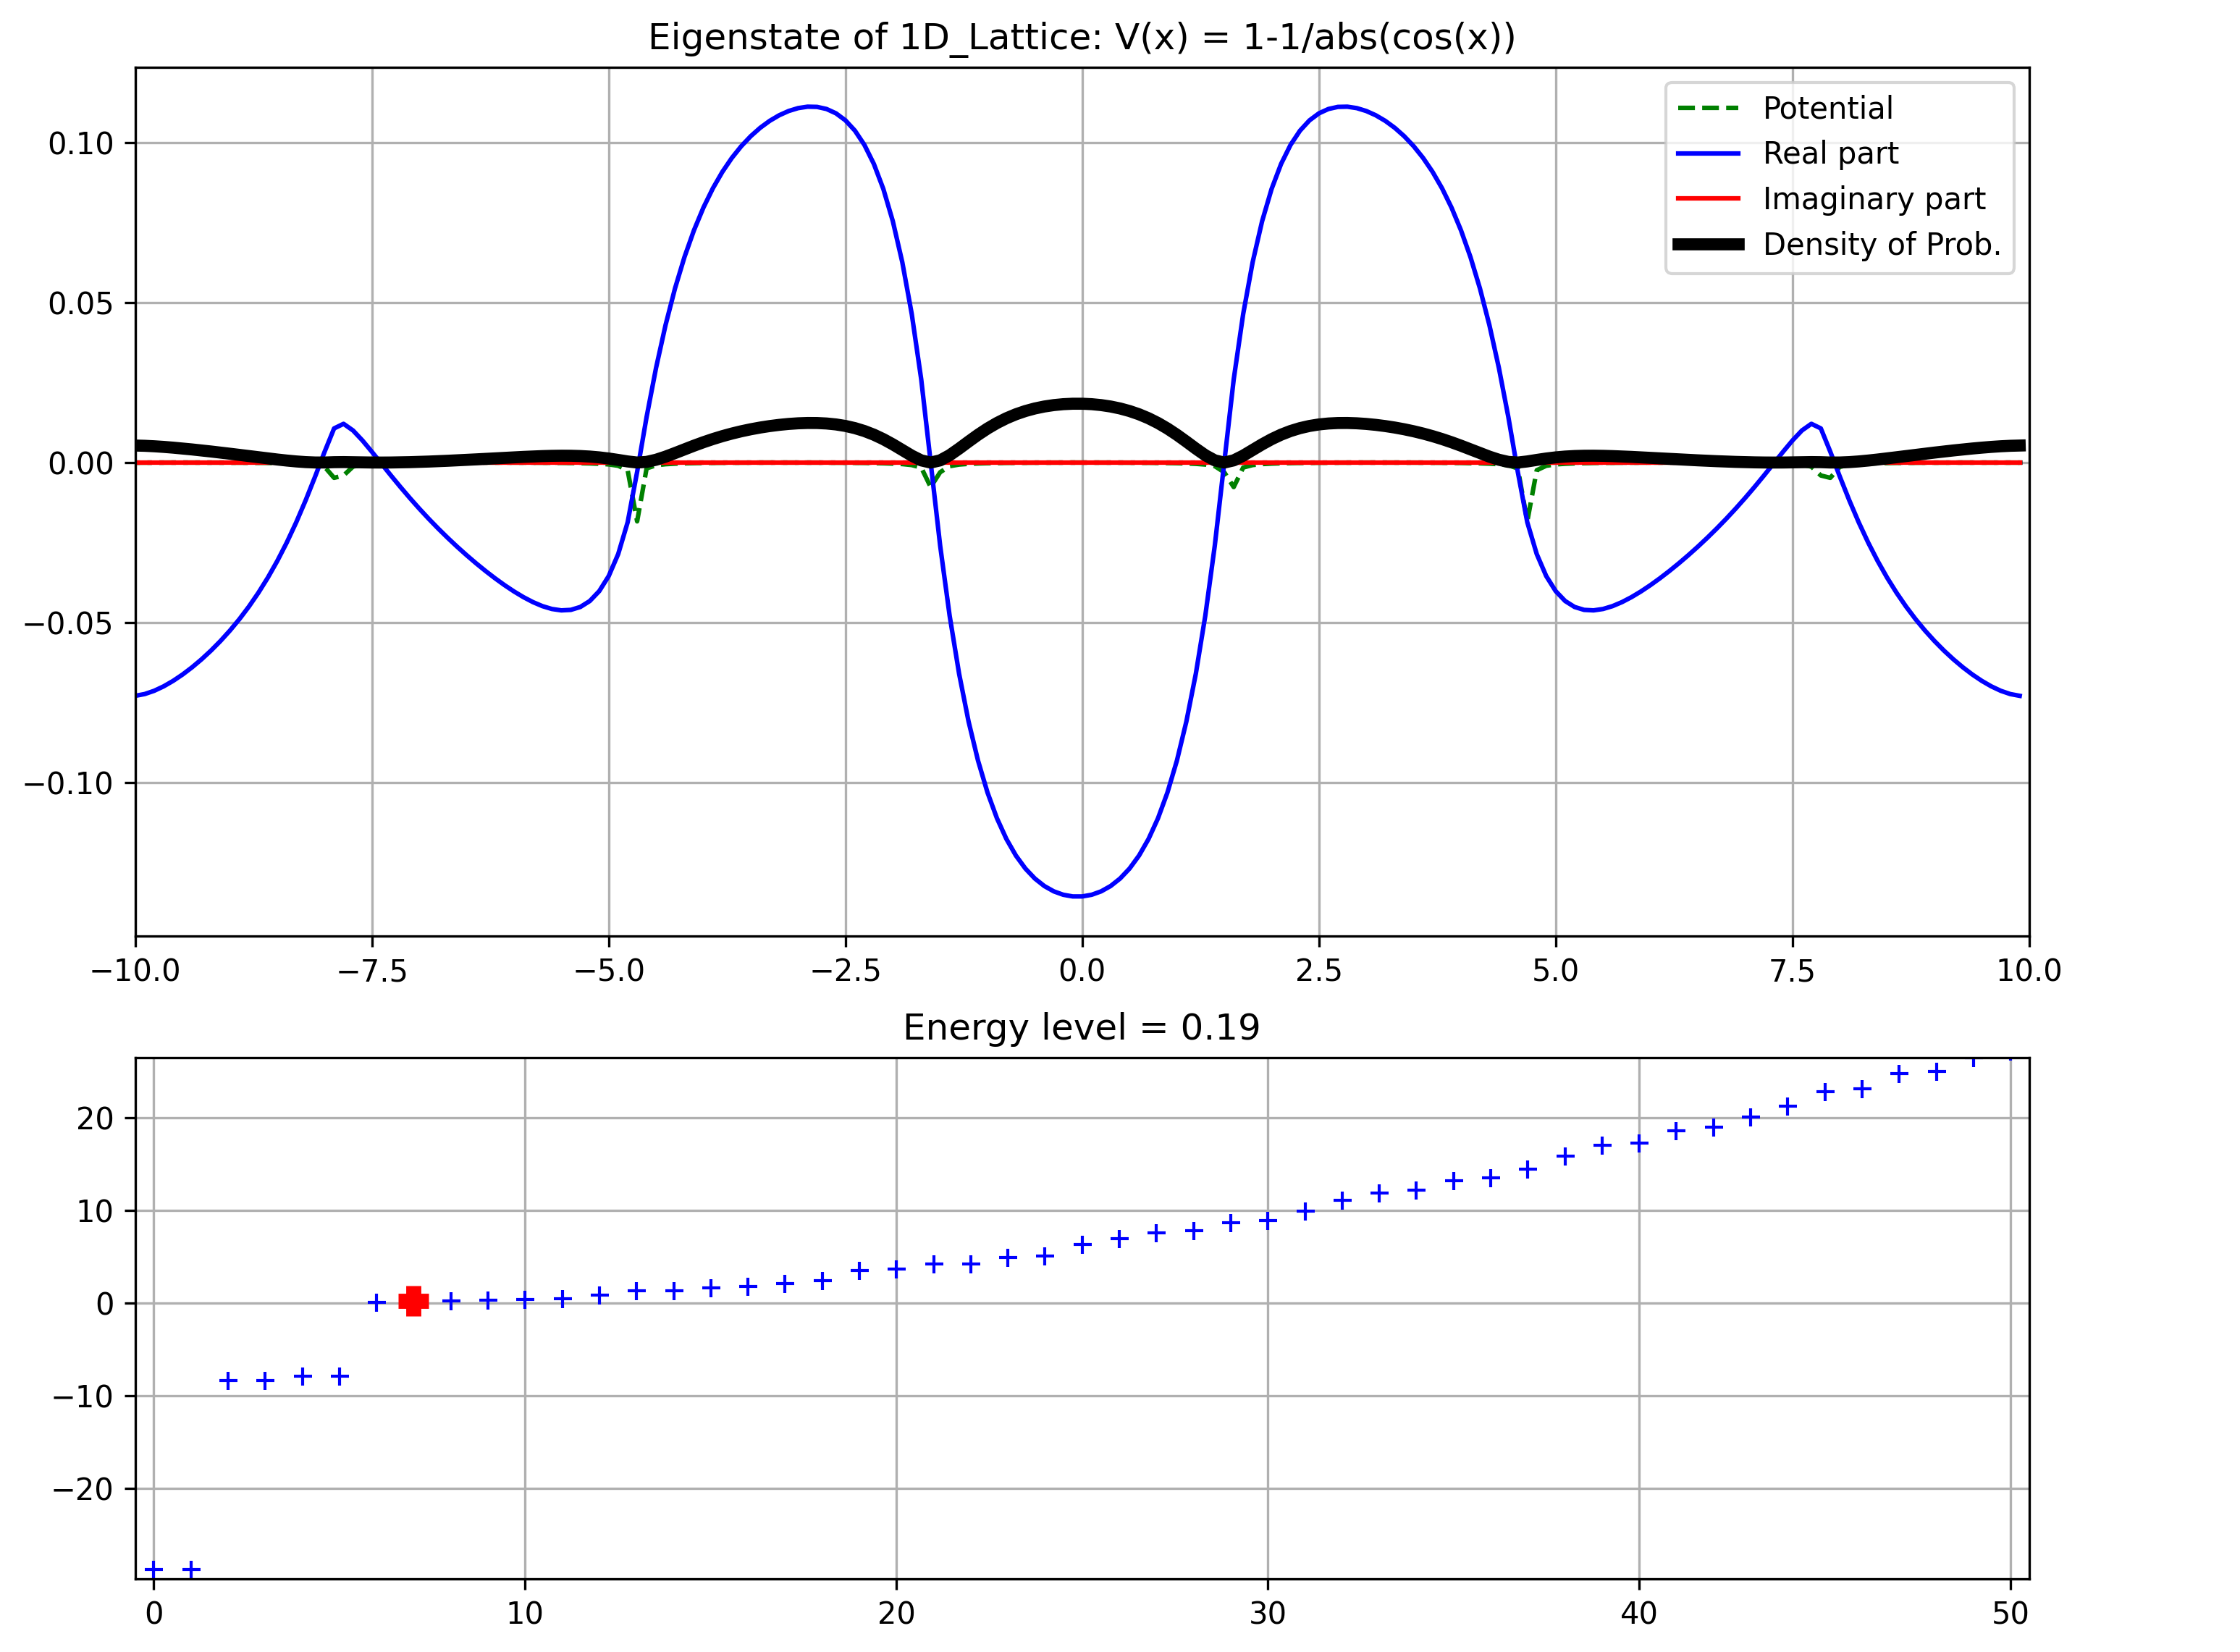 Eigenstate of 1D_Lattice: V(x) = 1-1/abs(cos(x))
Potential
Real part
Imaginary part
Density of Prob.
0.10
0.05
0.00
−0.05
−0.10
−10.0 −7.5 −5.0 −2.5 0.0 2.5 5.0 7.5 10.0
Energy level = 0.19
20
10
0
−10
−20
0 10 20 30 40 50